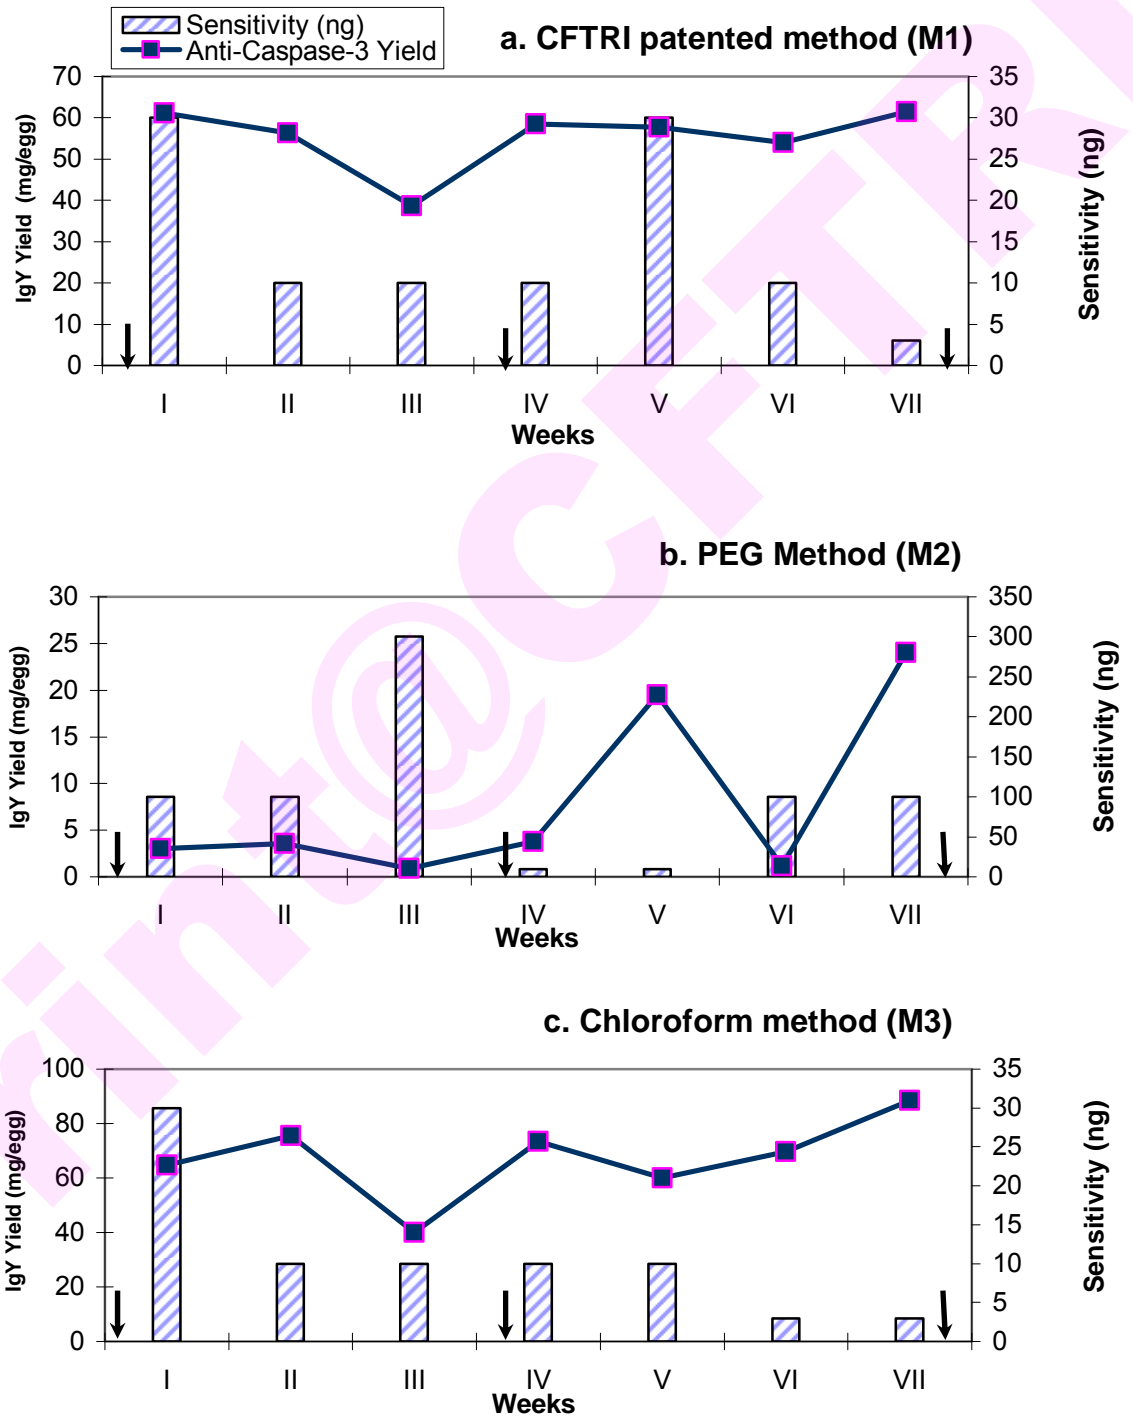 Sensitivity (ng)
Anti-Caspase-3 Yield
a. CFTRI patented method (M1)
70
60
50
40
30
20
10
0
IgY Yield (mg/egg)
35
30
25
20
15
10
5
0
Sensitivity (ng)
I II III IV V VI VII
Weeks
b. PEG Method (M2)
30
25
20
15
10
5
0
IgY Yield (mg/egg)
350
300
250
200
150
100
50
0
Sensitivity (ng)
I II III IV V VI VII
Weeks
c. Chloroform method (M3)
100
80
60
40
20
0
IgY Yield (mg/egg)
35
30
25
20
15
10
5
0
Sensitivity (ng)
I II III IV V VI VII
Weeks
rint@CFTRI